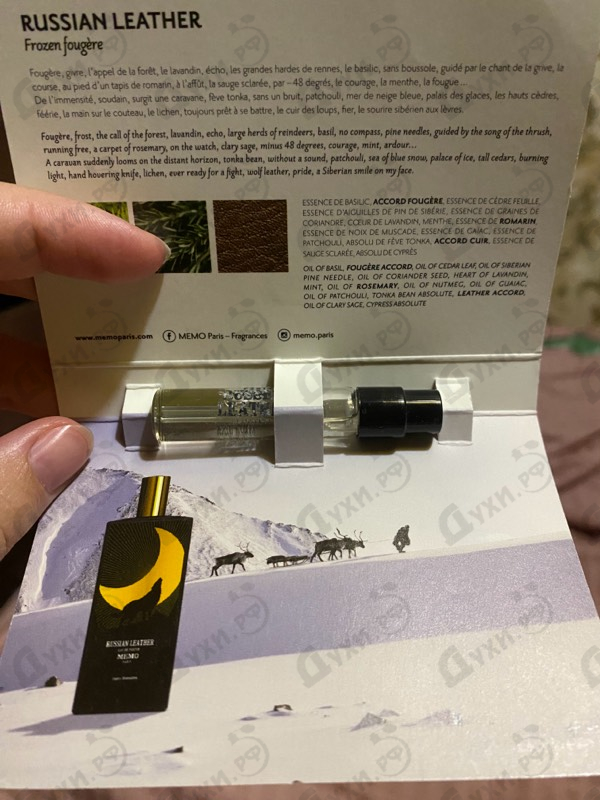 RUSSIAN LEATHER
Frozen fougère
Fougère, givre, l'appel de la forêt, le lavandin, écho, les grandes hardes de rennes, le basilic, sans boussole, guidé par le chant de la grive, la
course, au pied d'un tapis de romarin, à l'affût, la sauge sclarée, par −48 degrés, le courage, la menthe, la fougue...
De l'immensité, soudain, surgit une caravane, fève tonka, sans un bruit, patchouli, mer de neige bleue, palais des glaces, les hauts cèdres,
féérie, la main sur le couteau, le lichen, toujours prêt à se battre, le cuir des loups, fier, le sourire sibérien aux lèvres.
Fougère, frost, the call of the forest, lavandin, echo, large herds of reindeers, basil, no compass, pine needles, guided by the song of the thrush,
running free, a carpet of rosemary, on the watch, clary sage, minus 48 degrees, courage, mint, ardour...
A caravan suddenly looms on the distant horizon, tonka bean, without a sound, patchouli, sea of blue snow, palace of ice, tall cedars, burning
light, hand hovering knife, lichen, ever ready for a fight, wolf leather, pride, a Siberian smile on my face.
ESSENCE DE BASILIC, ACCORD FOUGÈRE, ESSENCE DE CÈDRE FEUILLE,
ESSENCE D'AIGUILLES DE PIN DE SIBÉRIE, ESSENCE DE GRAINES DE
CORIANDRE, CŒUR DE LAVANDIN, MENTHE, ESSENCE DE ROMARIN,
ESSENCE DE NOIX DE MUSCADE, ESSENCE DE GAÏAC, ESSENCE DE
PATCHOULI, ABSOLU DE FÈVE TONKA, ACCORD CUIR, ESSENCE DE
SAUGE SCLARÉE, ABSOLU DE CYPRÈS
OIL OF BASIL, FOUGÈRE ACCORD, OIL OF CEDAR LEAF, OIL OF SIBERIAN
PINE NEEDLE, OIL OF CORIANDER SEED, HEART OF LAVANDIN,
MINT, OIL OF ROSEMARY, OIL OF NUTMEG, OIL OF GUAIAC,
OIL OF PATCHOULI, TONKA BEAN ABSOLUTE, LEATHER ACCORD,
OIL OF CLARY SAGE, CYPRESS ABSOLUTE
www.memoparis.com MEMO Paris – Fragrances memo.paris
RUSSIAN LEATHER
EAU DE PARFUM
MEMO
PARIS
Духи.рф